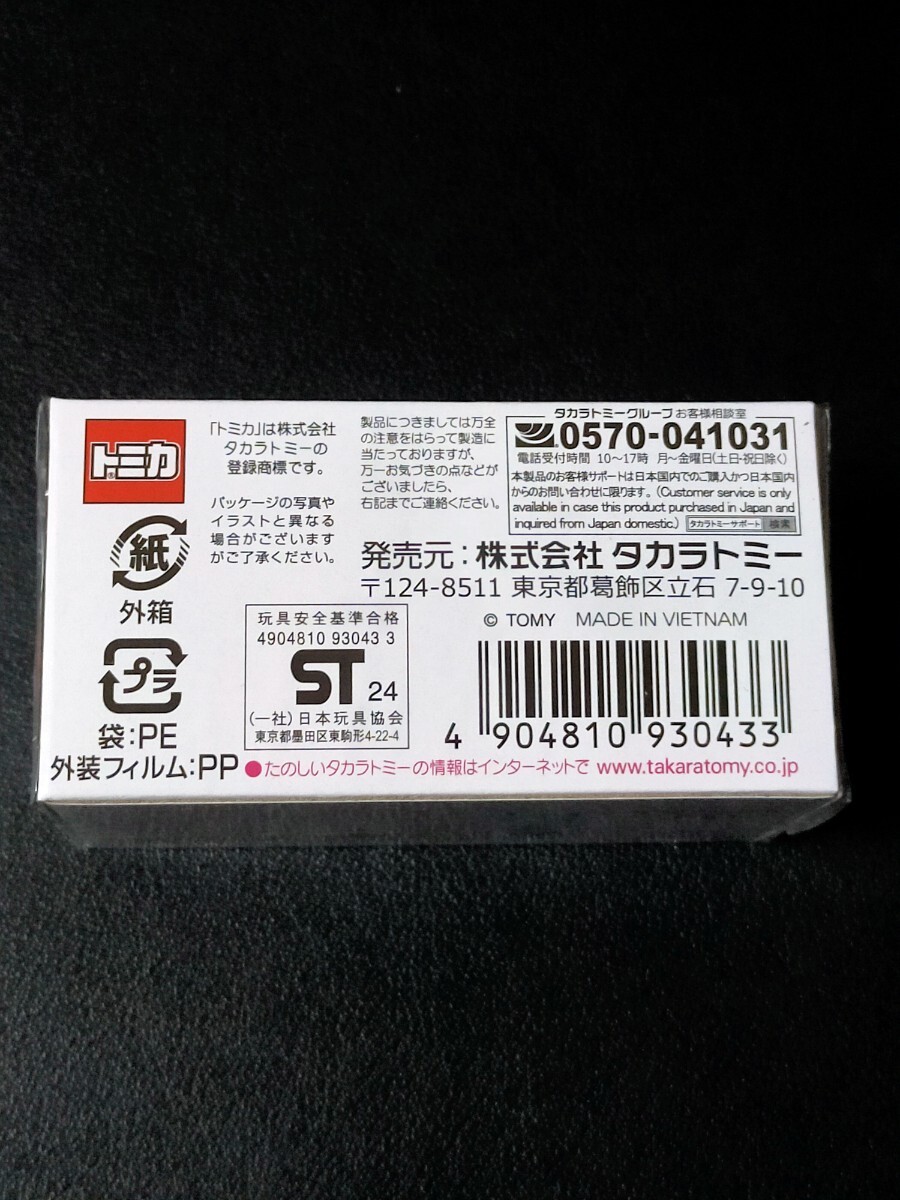 トミカ
®
紙
外箱
プラ
袋:PE
外装フィルム:PP
「トミカ」は株式会社
タカラトミーの
登録商標です。
パッケージの写真や
イラストと異なる
場合がございます
がご了承ください。
製品につきましては万全
の注意をはらって製造に
当たっておりますが、
万一お気づきの点などが
ございましたら、
右記までご連絡ください。
タカラトミーグループ お客様相談室
0570-041031
電話受付時間 10〜17時 月〜金曜日(土日・祝日除く)
本製品のお客様サポートは日本国内でのご購入かつ日本国内
からのお問い合わせに限ります。(Customer service is only
available in case this product purchased in Japan and
inquired from Japan domestic.) タカラトミーサポート 検索
発売元:株式会社 タカラトミー
〒124-8511 東京都葛飾区立石 7-9-10
© TOMY MADE IN VIETNAM
玩具安全基準合格
4904810 93043 3
ST 24
(一社)日本玩具協会
東京都墨田区東駒形4-22-4
4 904810 930433
●たのしいタカラトミーの情報はインターネットで www.takaratomy.co.jp